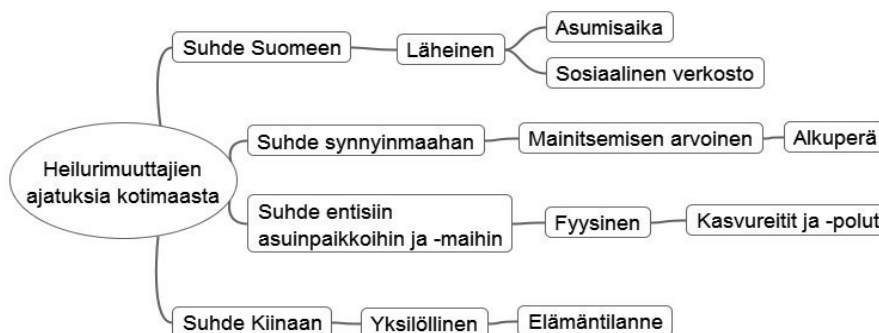 Heilurimuuttajien
ajatuksia kotimaasta
Suhde Suomeen
Läheinen
Asumisaika
Sosiaalinen verkosto
Suhde synnyinmaahan
Mainitsemisen arvoinen
Alkuperä
Suhde entisiin
asuinpaikkoihin ja -maihin
Fyysinen
Kasvureitit ja -polut
Suhde Kiinaan
Yksilöllinen
Elämäntilanne